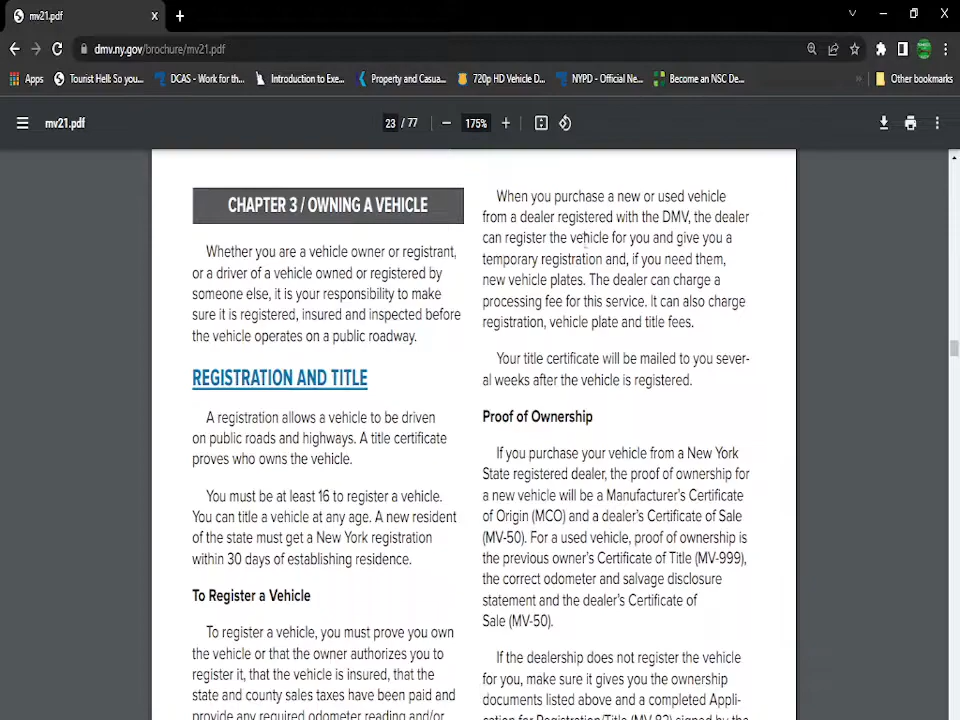 mv21.pdf
dmv.ny.gov/brochure/mv21.pdf
Apps
Tourist Hell: So you...
DCAS - Work for th...
Introduction to Exe...
Property and Casua...
720p HD Vehicle D...
NYPD - Official Ne...
Become an NSC De...
Other bookmarks
mv21.pdf
23 / 77
175%
CHAPTER 3 / OWNING A VEHICLE
Whether you are a vehicle owner or registrant,
or a driver of a vehicle owned or registered by
someone else, it is your responsibility to make
sure it is registered, insured and inspected before
the vehicle operates on a public roadway.
REGISTRATION AND TITLE
A registration allows a vehicle to be driven
on public roads and highways. A title certificate
proves who owns the vehicle.
You must be at least 16 to register a vehicle.
You can title a vehicle at any age. A new resident
of the state must get a New York registration
within 30 days of establishing residence.
To Register a Vehicle
To register a vehicle, you must prove you own
the vehicle or that the owner authorizes you to
register it, that the vehicle is insured, that the
state and county sales taxes have been paid and
provide any required odometer reading and/or
When you purchase a new or used vehicle
from a dealer registered with the DMV, the dealer
can register the vehicle for you and give you a
temporary registration and, if you need them,
new vehicle plates. The dealer can charge a
processing fee for this service. It can also charge
registration, vehicle plate and title fees.
Your title certificate will be mailed to you sever-
al weeks after the vehicle is registered.
Proof of Ownership
If you purchase your vehicle from a New York
State registered dealer, the proof of ownership for
a new vehicle will be a Manufacturer's Certificate
of Origin (MCO) and a dealer's Certificate of Sale
(MV-50). For a used vehicle, proof of ownership is
the previous owner's Certificate of Title (MV-999),
the correct odometer and salvage disclosure
statement and the dealer's Certificate of
Sale (MV-50).
If the dealership does not register the vehicle
for you, make sure it gives you the ownership
documents listed above and a completed Appli-
cation for Registration/Title (MV-82) signed by the